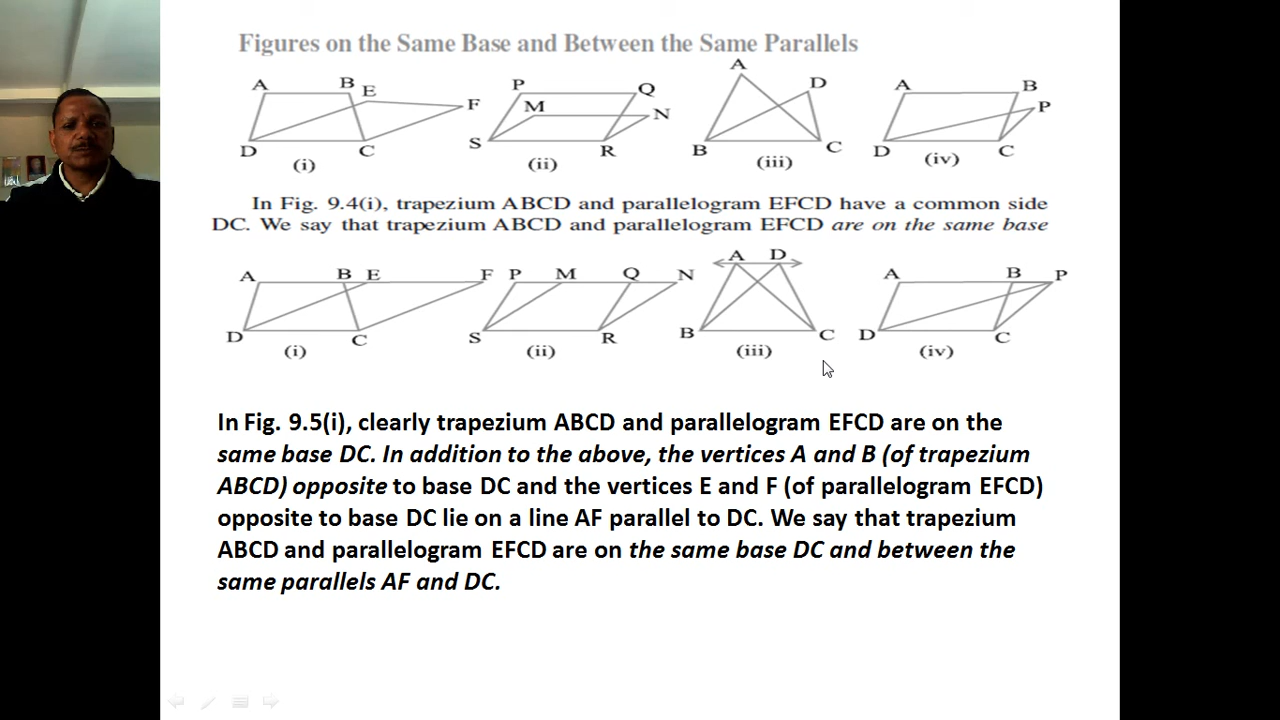 Figures on the Same Base and Between the Same Parallels
A B E F D C (i)
P Q M N S R (ii)
A D B C (iii)
A B P D C (iv)
In Fig. 9.4(i), trapezium ABCD and parallelogram EFCD have a common side
DC. We say that trapezium ABCD and parallelogram EFCD are on the same base
A B E F D C (i)
P M Q N S R (ii)
A D B C (iii)
A B P D C (iv)
In Fig. 9.5(i), clearly trapezium ABCD and parallelogram EFCD are on the
same base DC. In addition to the above, the vertices A and B (of trapezium
ABCD) opposite to base DC and the vertices E and F (of parallelogram EFCD)
opposite to base DC lie on a line AF parallel to DC. We say that trapezium
ABCD and parallelogram EFCD are on the same base DC and between the
same parallels AF and DC.